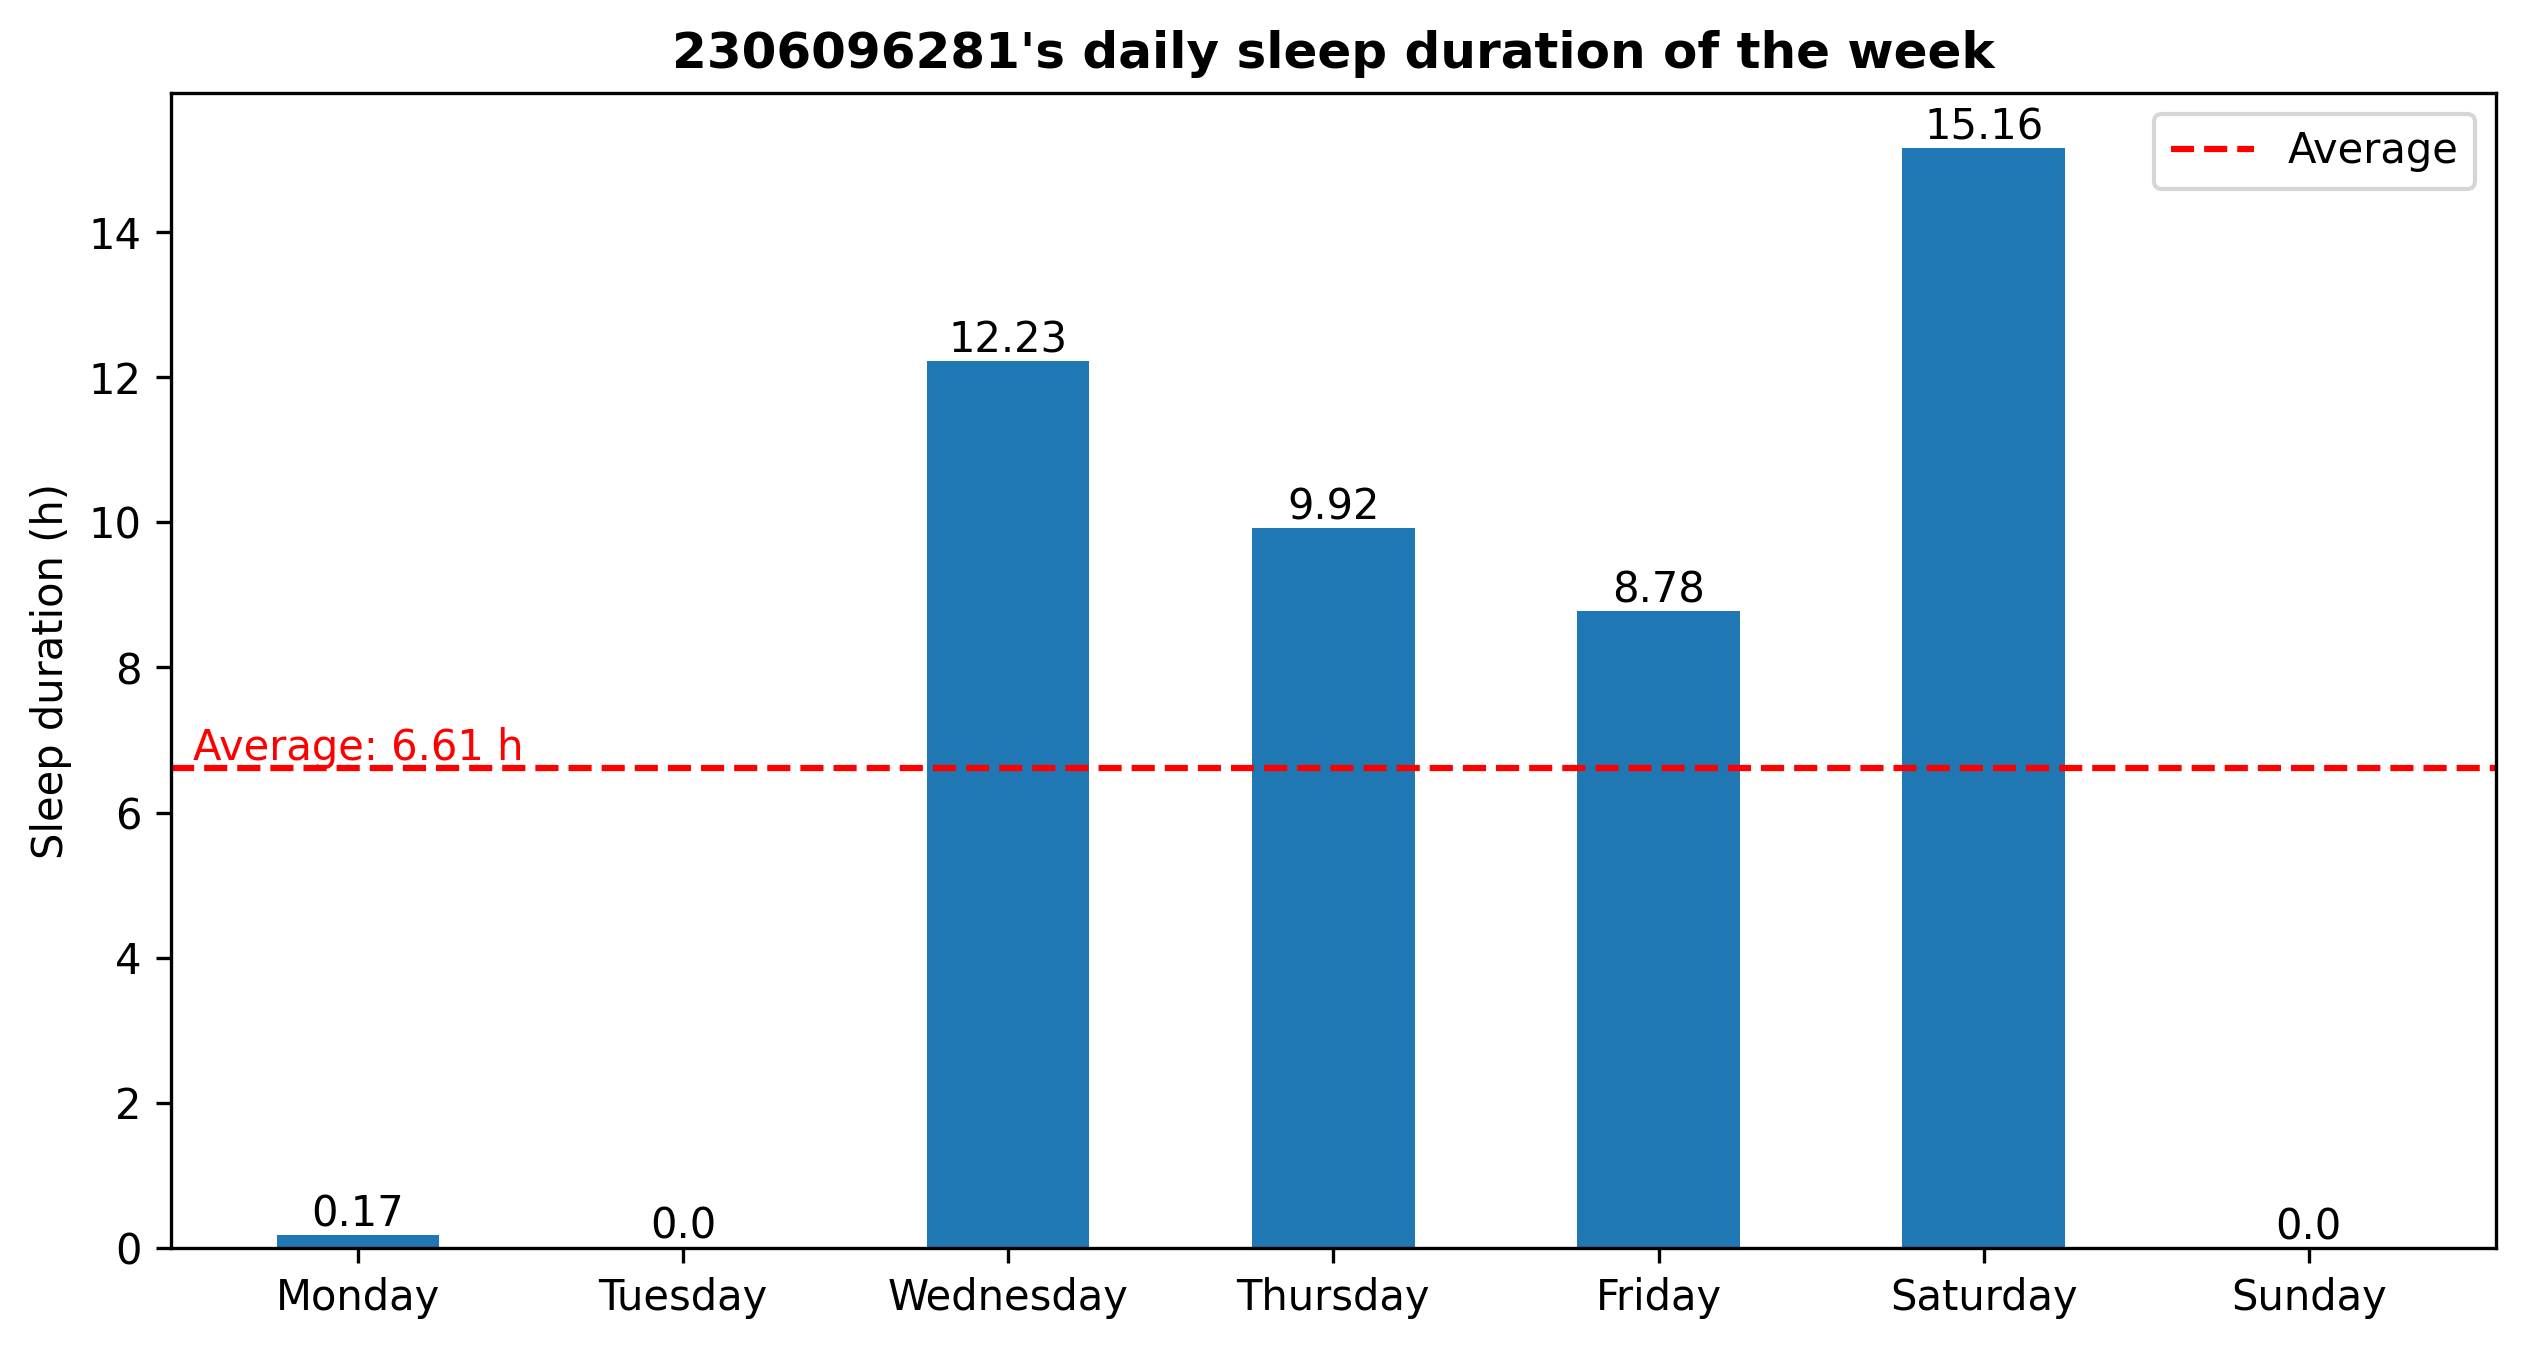 2306096281's daily sleep duration of the week
Average
15.16
14
12.23
12
9.92
10
8.78
Sleep duration (h)
8
Average: 6.61 h
6
4
2
0.17
0.0
0.0
0
Monday
Tuesday
Wednesday
Thursday
Friday
Saturday
Sunday